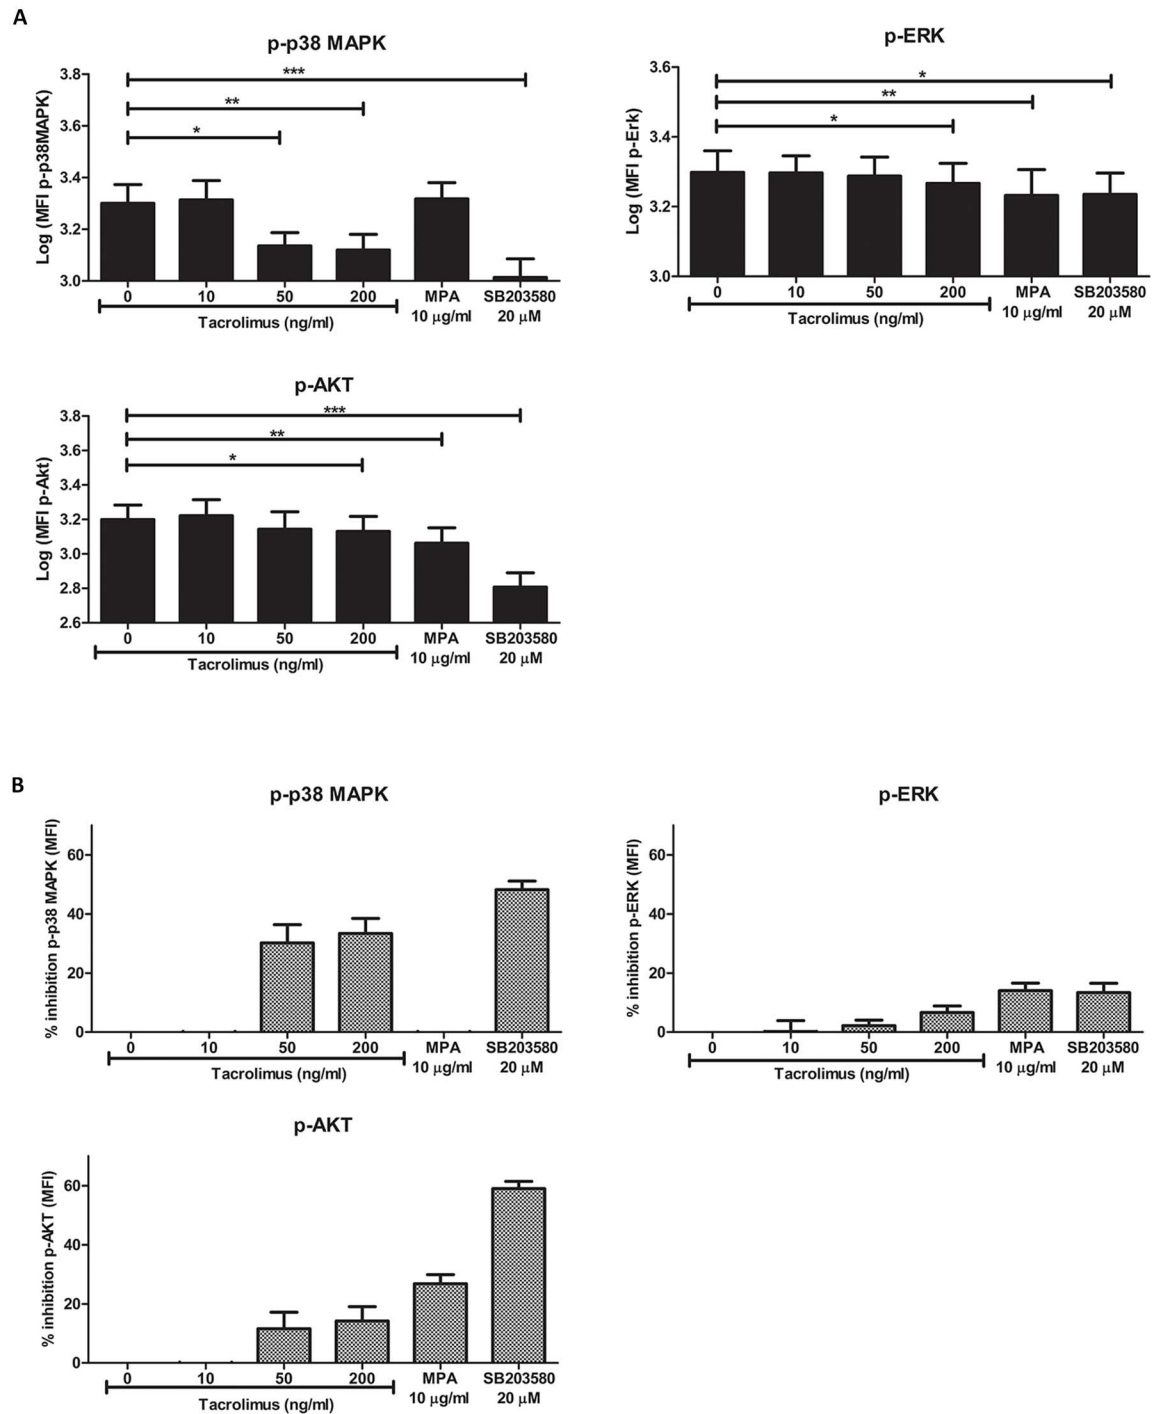 A
p-p38 MAPK
Log (MFI p-p38MAPK)
3.8
3.6
3.4
3.2
3.0
***
**
*
0 10 50 200 MPA SB203580
10 µg/ml 20 µM
Tacrolimus (ng/ml)
p-ERK
Log (MFI p-Erk)
3.6
3.4
3.2
3.0
*
**
*
0 10 50 200 MPA SB203580
10 µg/ml 20 µM
Tacrolimus (ng/ml)
p-AKT
Log (MFI p-Akt)
3.8
3.6
3.4
3.2
3.0
2.8
2.6
***
**
*
0 10 50 200 MPA SB203580
10 µg/ml 20 µM
Tacrolimus (ng/ml)
B
p-p38 MAPK
% inhibition p-p38 MAPK (MFI)
60
40
20
0
0 10 50 200 MPA SB203580
Tacrolimus (ng/ml) 10 µg/ml 20 µM
p-ERK
% inhibition p-ERK (MFI)
60
40
20
0
0 10 50 200 MPA SB203580
Tacrolimus (ng/ml) 10 µg/ml 20 µM
p-AKT
% inhibition p-AKT (MFI)
60
40
20
0
0 10 50 200 MPA SB203580
10 µg/ml 20 µM
Tacrolimus (ng/ml)